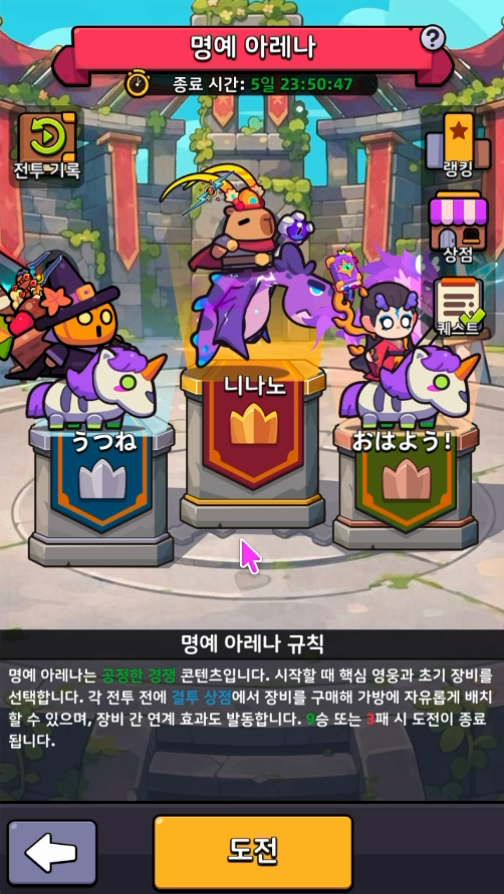 명예 아레나
?
종료 시간: 5일 23:50:47
전투 기록
랭킹
상점
퀘스트
니나노
うつね
おはよう!
명예 아레나 규칙
명예 아레나는 공정한 경쟁 콘텐츠입니다. 시작할 때 핵심 영웅과 초기 장비를
선택합니다. 각 전투 전에 결투 상점에서 장비를 구매해 가방에 자유롭게 배치
할 수 있으며, 장비 간 연계 효과도 발동합니다. 9승 또는 3패 시 도전이 종료
됩니다.
도전